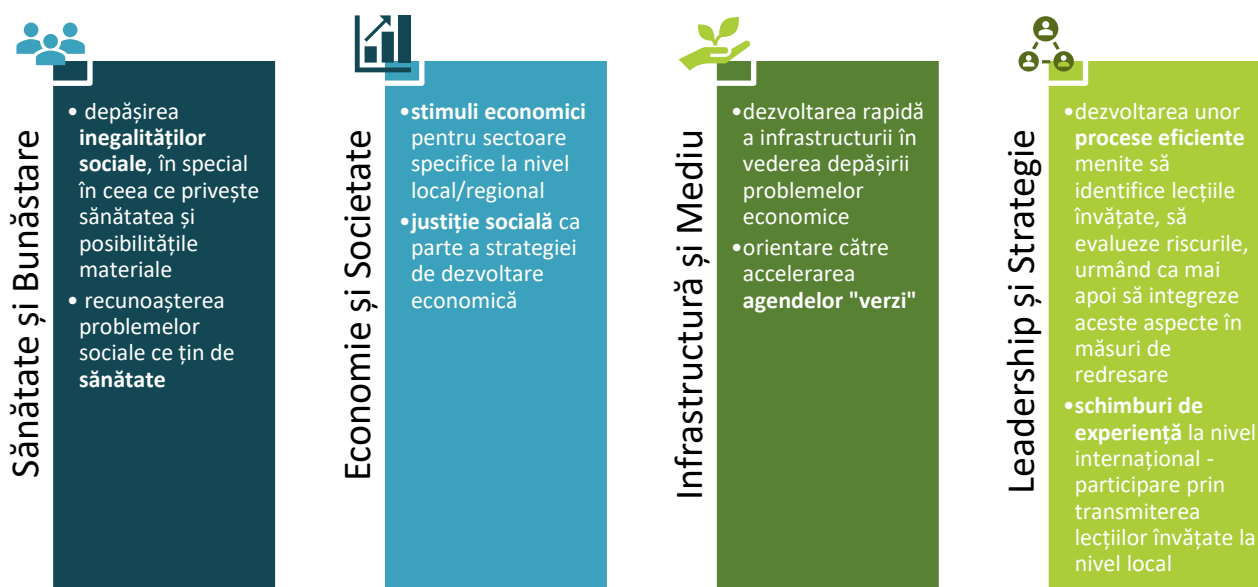 Sănătate și Bunăstare
• depășirea
inegalităților
sociale, în special
în ceea ce privește
sănătatea și
posibilitățile
materiale
• recunoașterea
problemelor
sociale ce țin de
sănătate
Economie și Societate
•stimuli economici
pentru sectoare
specifice la nivel
local/regional
•justiție socială ca
parte a strategiei
de dezvoltare
economică
Infrastructură și Mediu
•dezvoltarea rapidă
a infrastructurii în
vederea depășirii
problemelor
economice
•orientare către
accelerarea
agendelor "verzi"
Leadership și Strategie
•dezvoltarea unor
procese eficiente
menite să
identifice lecțiile
învățate, să
evalueze riscurile,
urmând ca mai
apoi să integreze
aceste aspecte în
măsuri de
redresare
•schimburi de
experiență la nivel
internațional -
participare prin
transmiterea
lecțiilor învățate la
nivel local